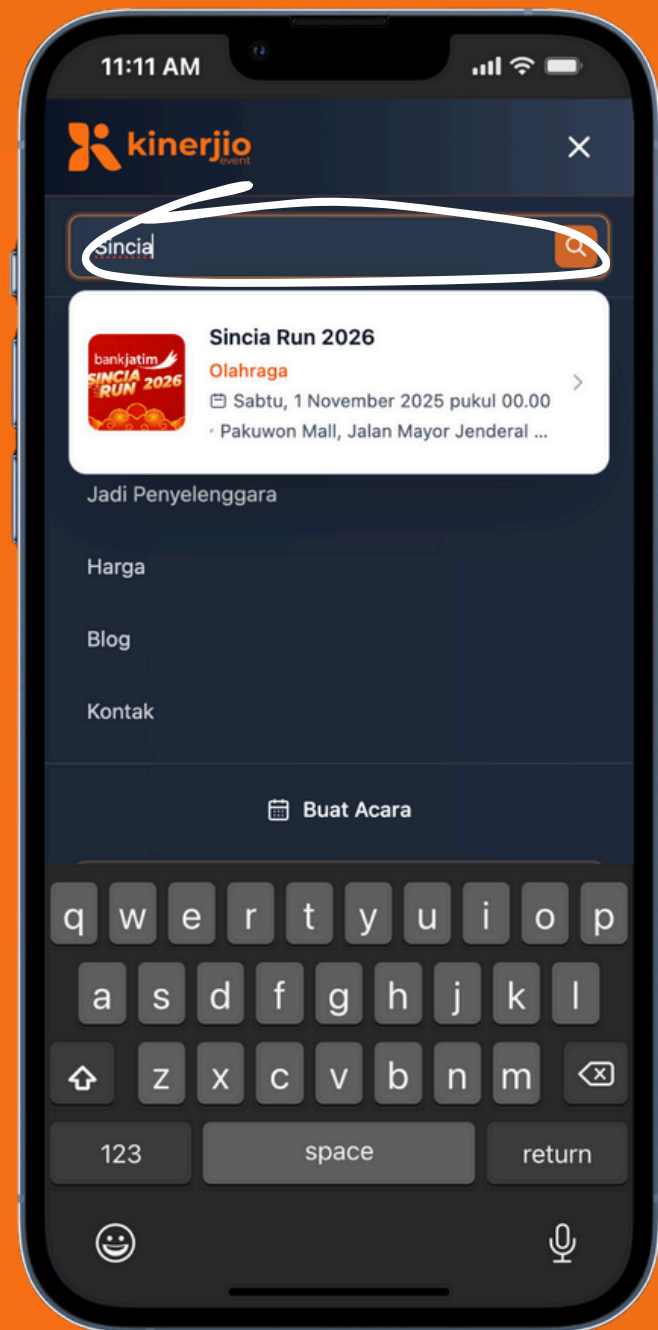 11:11 AM
kinerjio
event
Sincia
bankjatim
SINCIA
RUN 2026
Sincia Run 2026
Olahraga
Sabtu, 1 November 2025 pukul 00.00
Pakuwon Mall, Jalan Mayor Jenderal ...
Jadi Penyelenggara
Harga
Blog
Kontak
Buat Acara
q w e r t y u i o p
a s d f g h j k l
z x c v b n m
123 space return